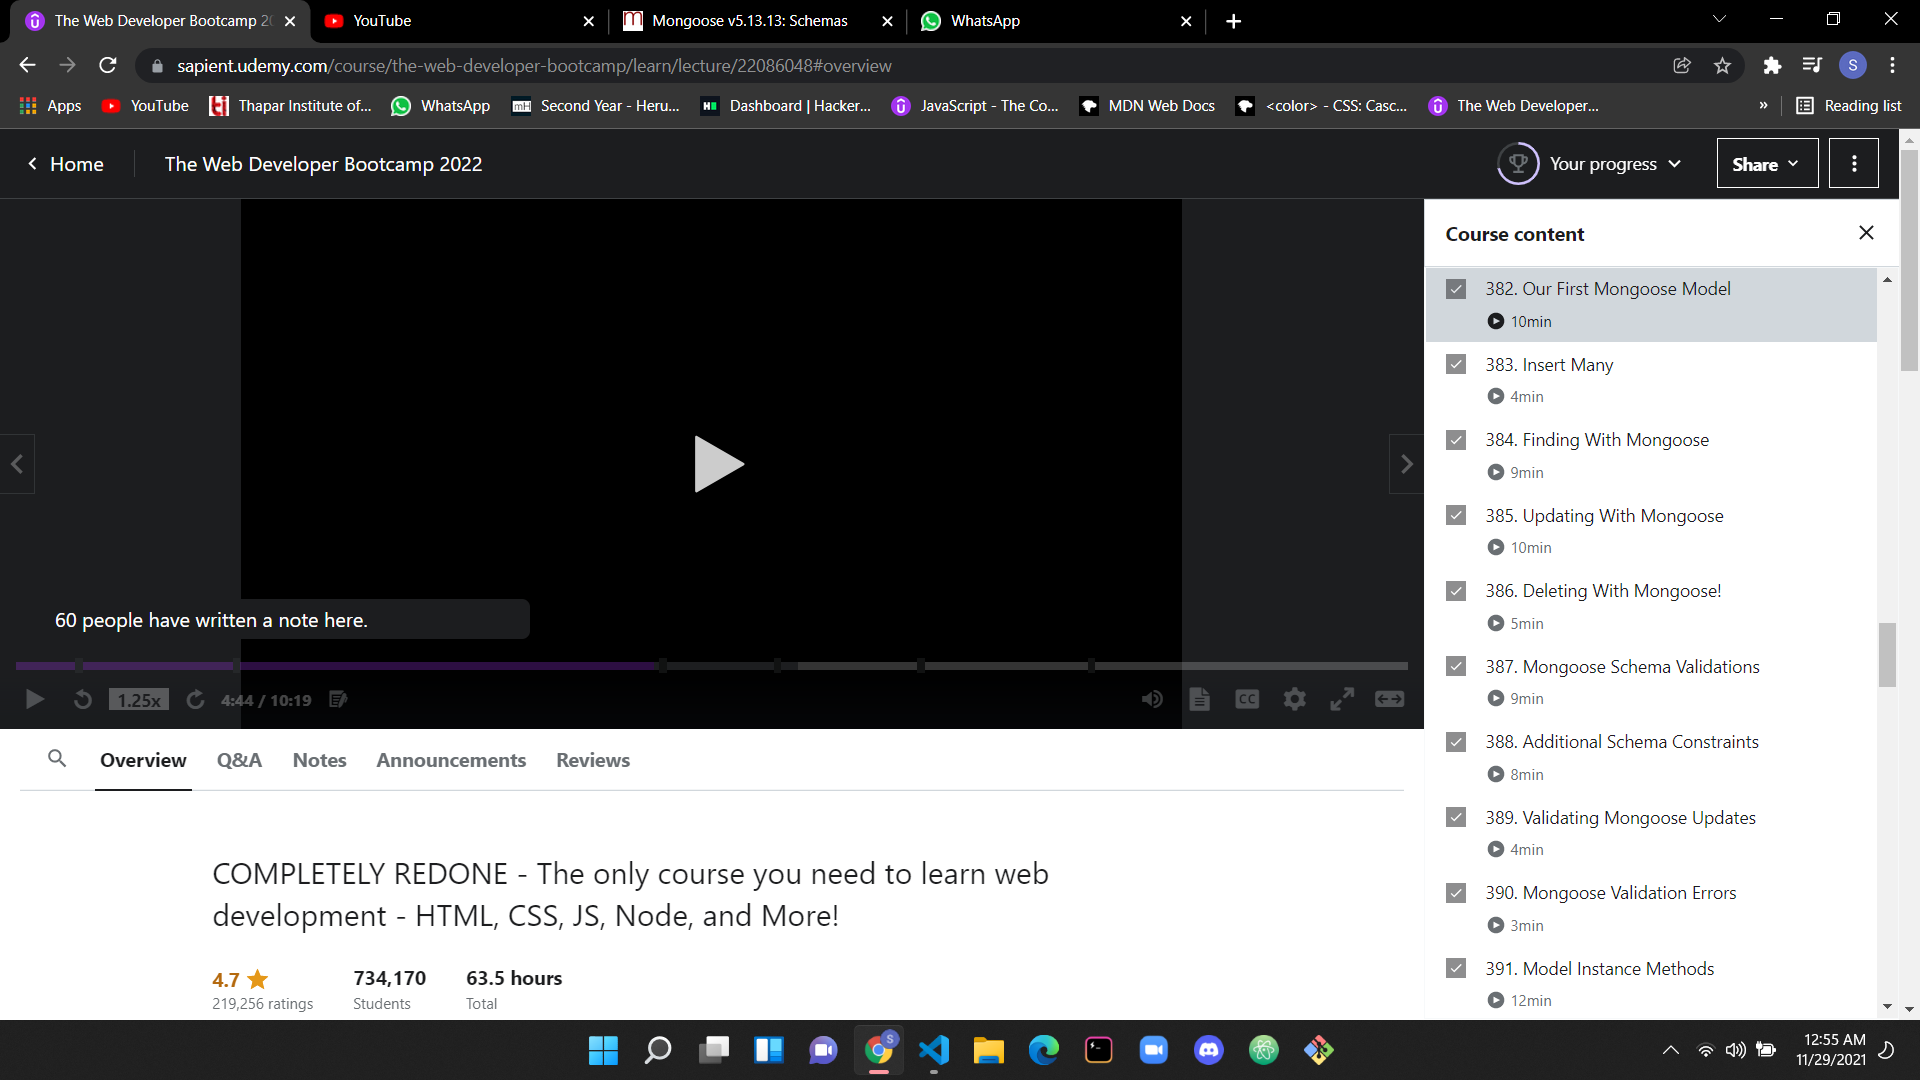 The Web Developer Bootcamp 20
YouTube
Mongoose v5.13.13: Schemas
WhatsApp
sapient.udemy.com/course/the-web-developer-bootcamp/learn/lecture/22086048#overview
S
Apps
YouTube
Thapar Institute of...
WhatsApp
mH
Second Year - Heru...
Dashboard | Hacker...
JavaScript - The Co...
MDN Web Docs
<color> - CSS: Casc...
The Web Developer...
»
Reading list
Home
The Web Developer Bootcamp 2022
Your progress
Share
60 people have written a note here.
1.25x
4:44 / 10:19
CC
Course content
382. Our First Mongoose Model
10min
383. Insert Many
4min
384. Finding With Mongoose
9min
385. Updating With Mongoose
10min
386. Deleting With Mongoose!
5min
387. Mongoose Schema Validations
9min
388. Additional Schema Constraints
8min
389. Validating Mongoose Updates
4min
390. Mongoose Validation Errors
3min
391. Model Instance Methods
12min
Overview
Q&A
Notes
Announcements
Reviews
COMPLETELY REDONE - The only course you need to learn web
development - HTML, CSS, JS, Node, and More!
4.7
734,170
63.5 hours
219,256 ratings
Students
Total
S
12:55 AM
11/29/2021